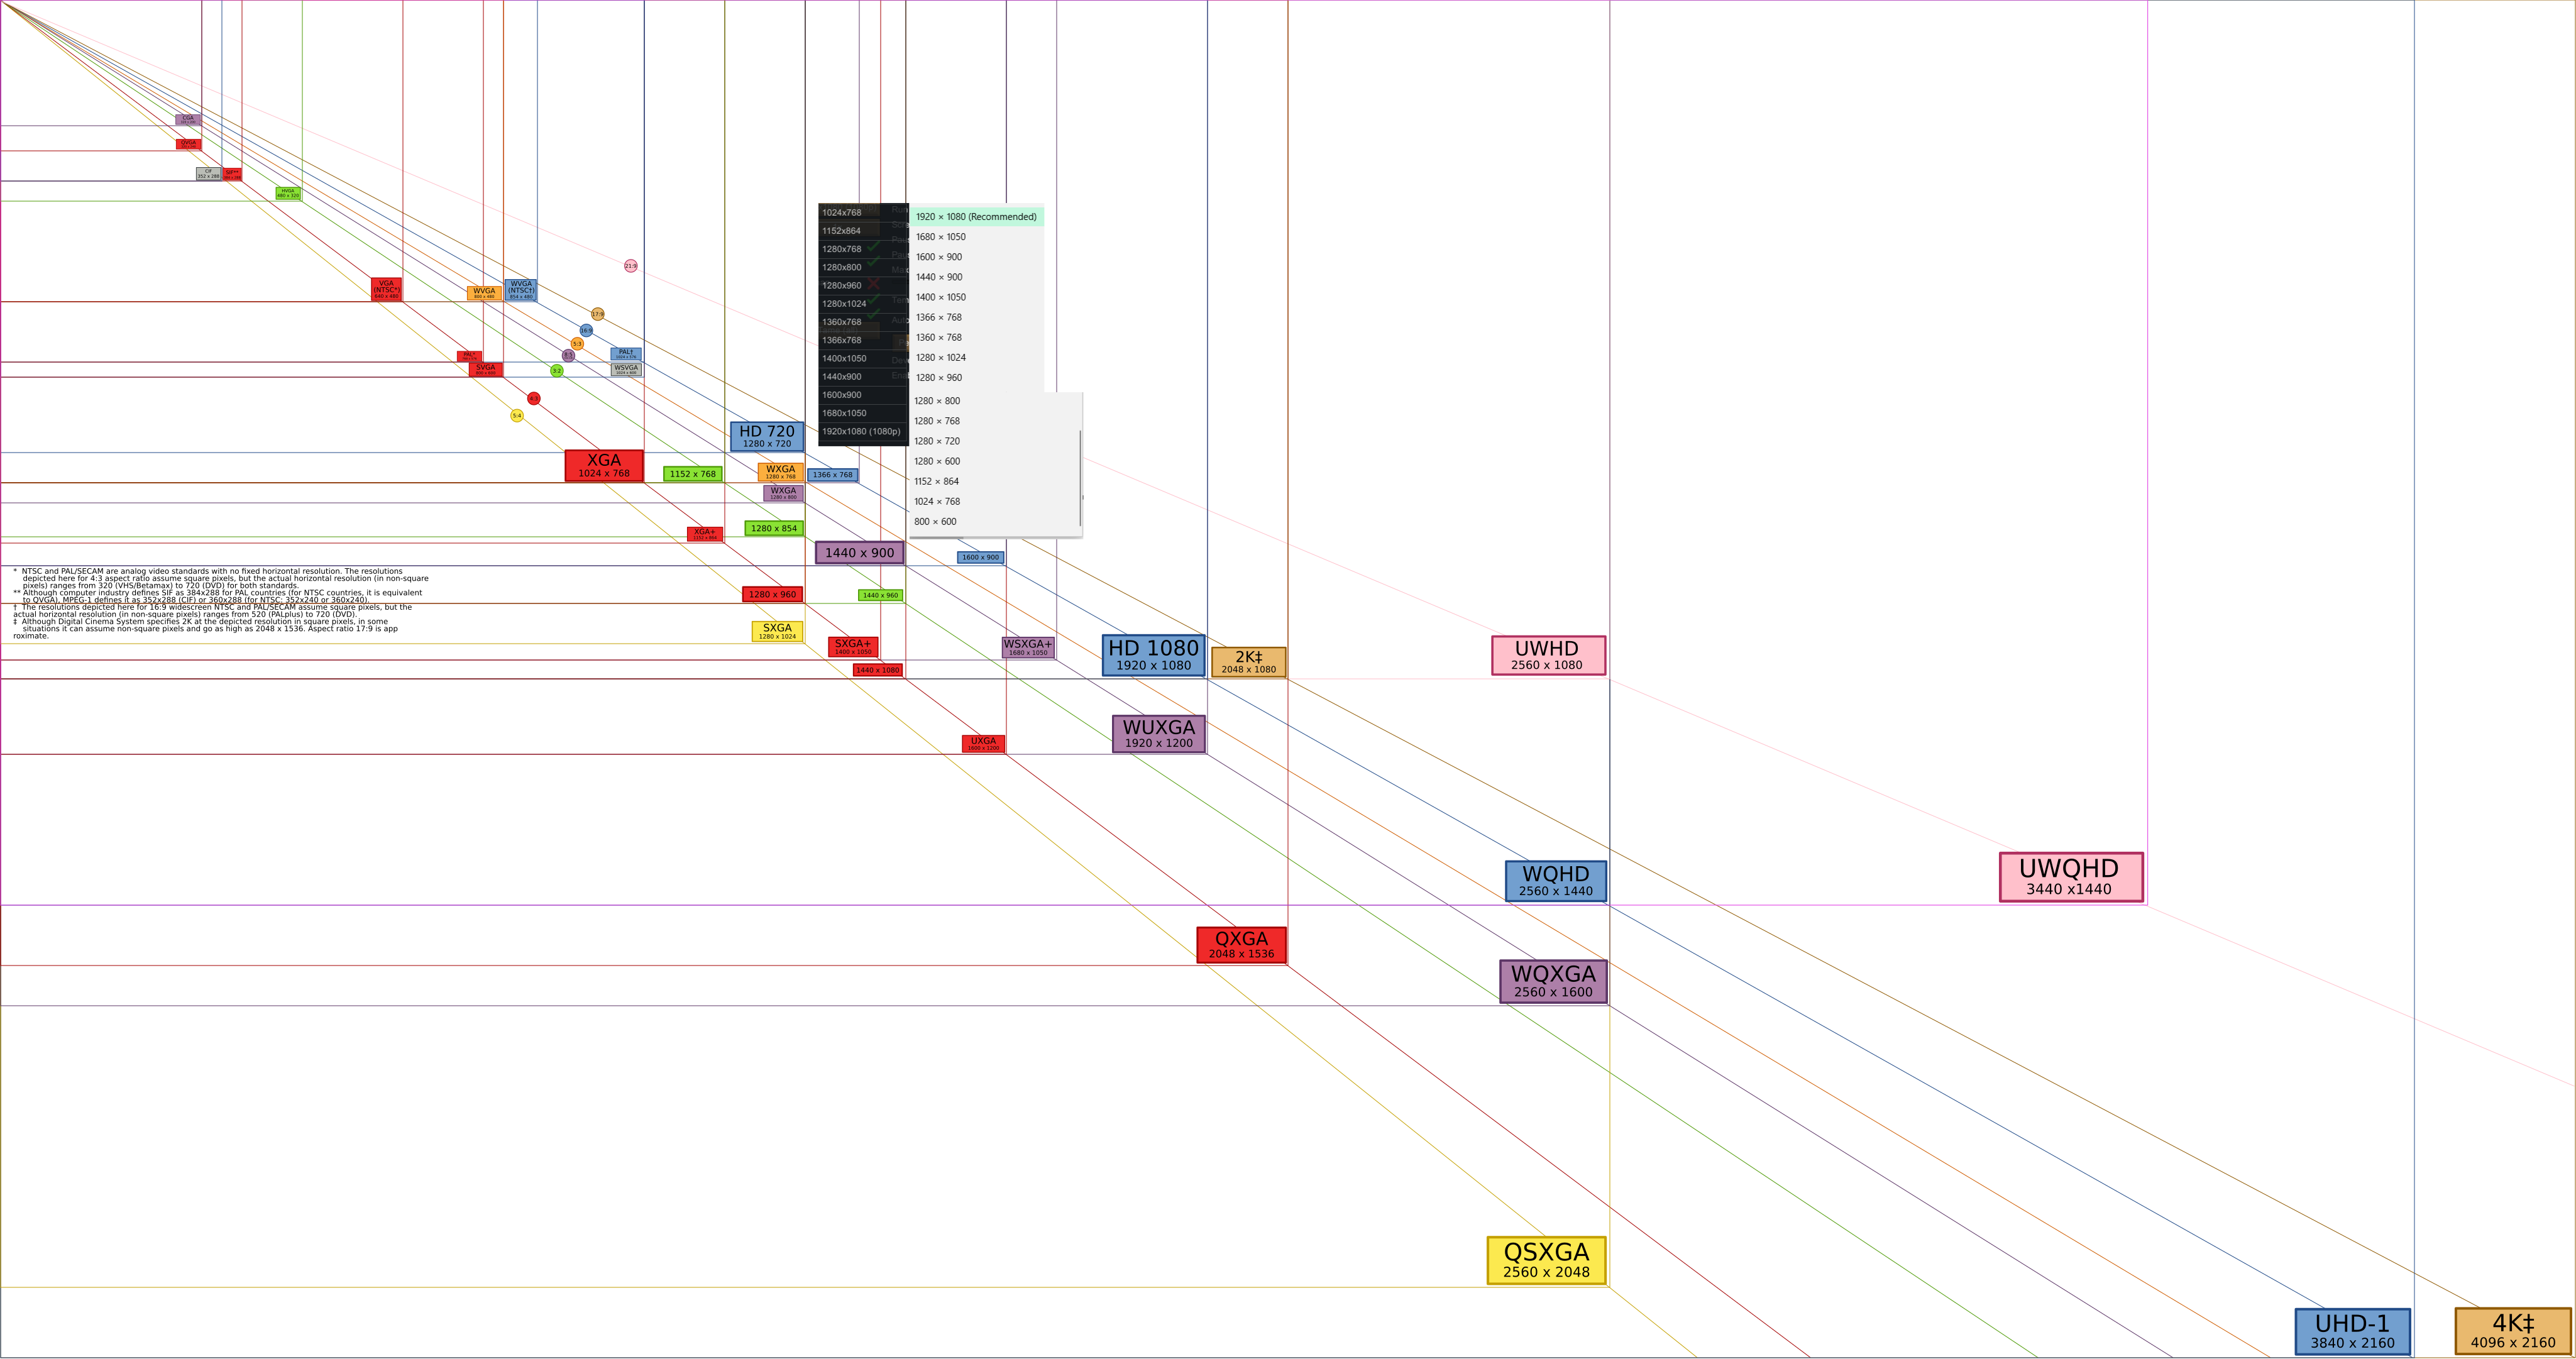 CGA
QVGA
CIF
352 x 288
SIF**
HVGA
480 x 320
21:9
VGA
(NTSC*)
640 x 480
WVGA
800 x 480
WVGA
(NTSC†)
854 x 480
17:9
16:9
5:3
PAL*
PAL†
1024 x 576
SVGA
800 x 600
WSVGA
1024 x 600
3:2
4:3
5:4
1024x768
1152x864
1280x768
1280x800
1280x960
1280x1024
1360x768
1366x768
1400x1050
1440x900
1600x900
1680x1050
1920x1080 (1080p)
1920 × 1080 (Recommended)
1680 × 1050
1600 × 900
1440 × 900
1400 × 1050
1366 × 768
1360 × 768
1280 × 1024
1280 × 960
1280 × 800
1280 × 768
1280 × 720
1280 × 600
1152 × 864
1024 × 768
800 × 600
HD 720
1280 x 720
XGA
1024 x 768
1152 x 768
WXGA
1280 x 768
1366 x 768
WXGA
1280 x 800
XGA+
1152 x 864
1280 x 854
1440 x 900
1600 x 900
* NTSC and PAL/SECAM are analog video standards with no fixed horizontal resolution. The resolutions
depicted here for 4:3 aspect ratio assume square pixels, but the actual horizontal resolution (in non-square
pixels) ranges from 320 (VHS/Betamax) to 720 (DVD) for both standards.
** Although computer industry defines SIF as 384x288 for PAL countries (for NTSC countries, it is equivalent
to QVGA), MPEG-1 defines it as 352x288 (CIF) or 360x288 (for NTSC: 352x240 or 360x240).
† The resolutions depicted here for 16:9 widescreen NTSC and PAL/SECAM assume square pixels, but the
actual horizontal resolution (in non-square pixels) ranges from 520 (PALplus) to 720 (DVD).
‡ Although Digital Cinema System specifies 2K at the depicted resolution in square pixels, in some
situations it can assume non-square pixels and go as high as 2048 x 1536. Aspect ratio 17:9 is app
roximate.
1280 x 960
1440 x 960
SXGA
1280 x 1024
SXGA+
1400 x 1050
WSXGA+
1680 x 1050
1440 x 1080
HD 1080
1920 x 1080
2K‡
2048 x 1080
UWHD
2560 x 1080
UXGA
1600 x 1200
WUXGA
1920 x 1200
WQHD
2560 x 1440
UWQHD
3440 x1440
QXGA
2048 x 1536
WQXGA
2560 x 1600
QSXGA
2560 x 2048
UHD-1
3840 x 2160
4K‡
4096 x 2160